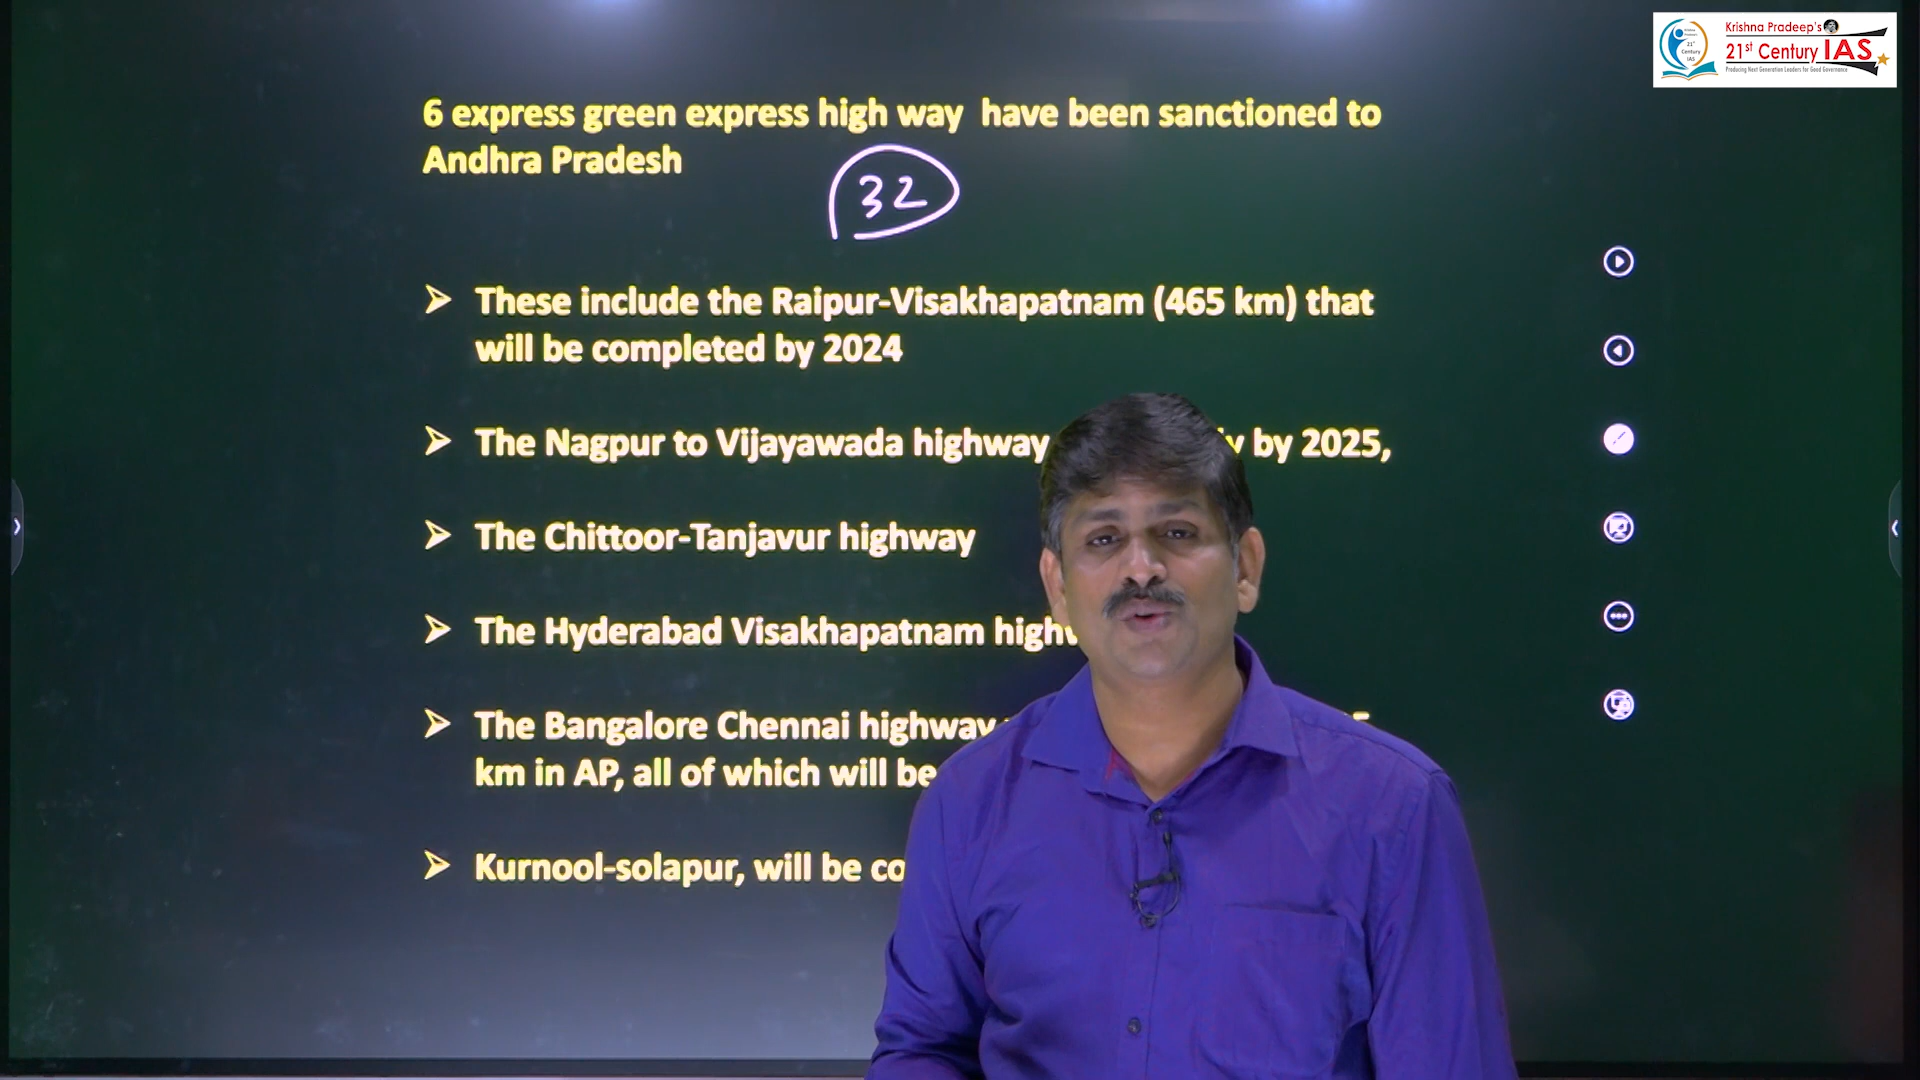 Krishna Pradeep's
21st Century IAS
Producing Next Generation Leaders for Good Governance
6 express green express high way have been sanctioned to
Andhra Pradesh
32
These include the Raipur-Visakhapatnam (465 km) that
will be completed by 2024
The Nagpur to Vijayawada highway by 2025,
The Chittoor-Tanjavur highway
The Hyderabad Visakhapatnam
The Bangalore Chennai highway
km in AP, all of which will be
Kurnool-solapur, will be